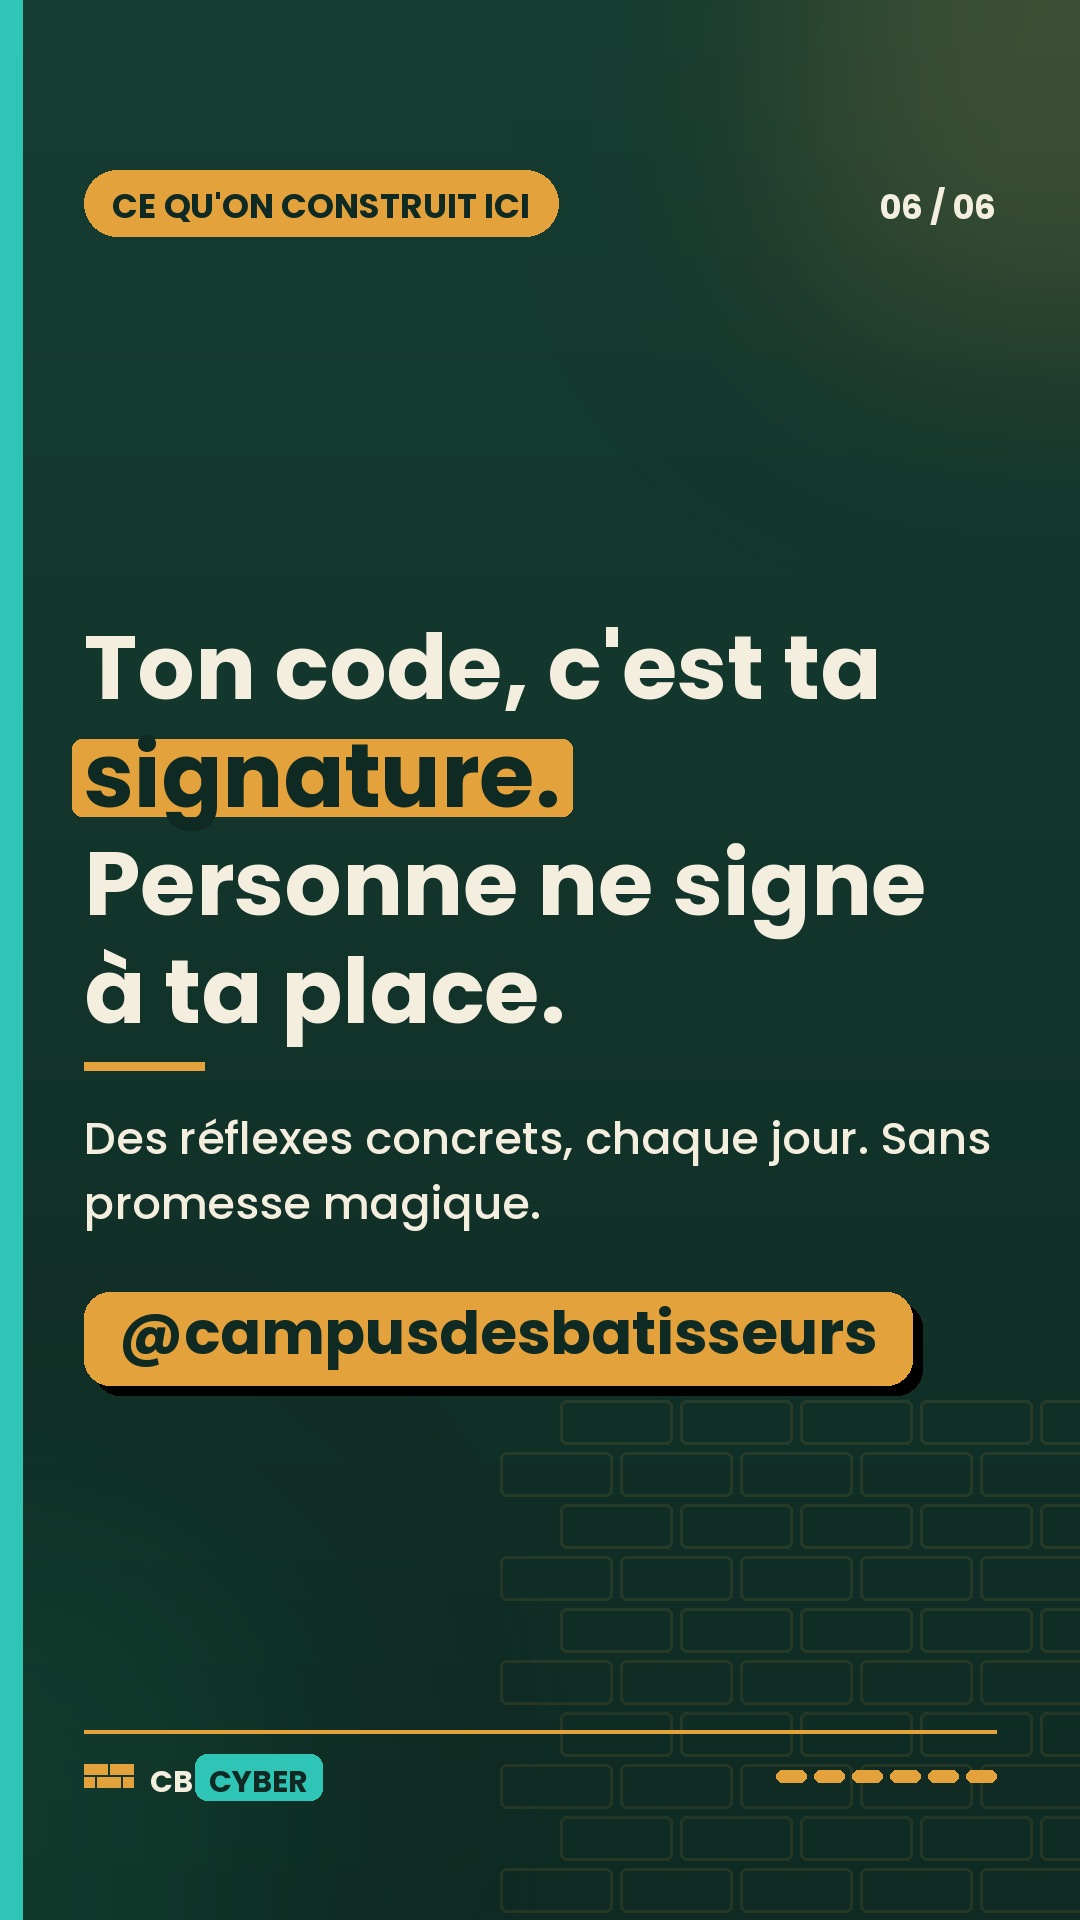 CE QU'ON CONSTRUIT ICI
06 / 06
Ton code, c'est ta
signature.
Personne ne signe
à ta place.
Des réflexes concrets, chaque jour. Sans
promesse magique.
@campusdesbatisseurs
CB CYBER